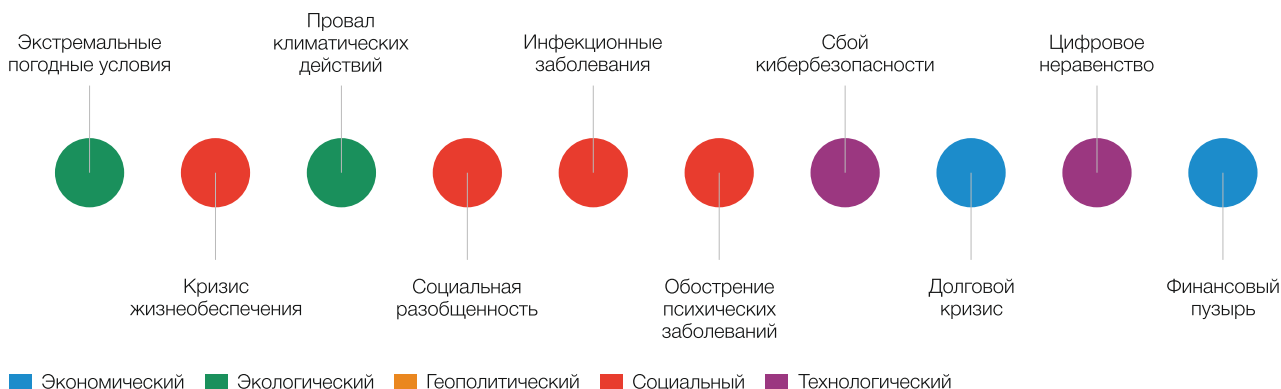 Экстремальные
погодные условия
Провал
климатических
действий
Инфекционные
заболевания
Сбой
кибербезопасности
Цифровое
неравенство
Кризис
жизнеобеспечения
Социальная
разобщенность
Обострение
психических
заболеваний
Долговой
кризис
Финансовый
пузырь
Экономический Экологический Геополитический Социальный Технологический